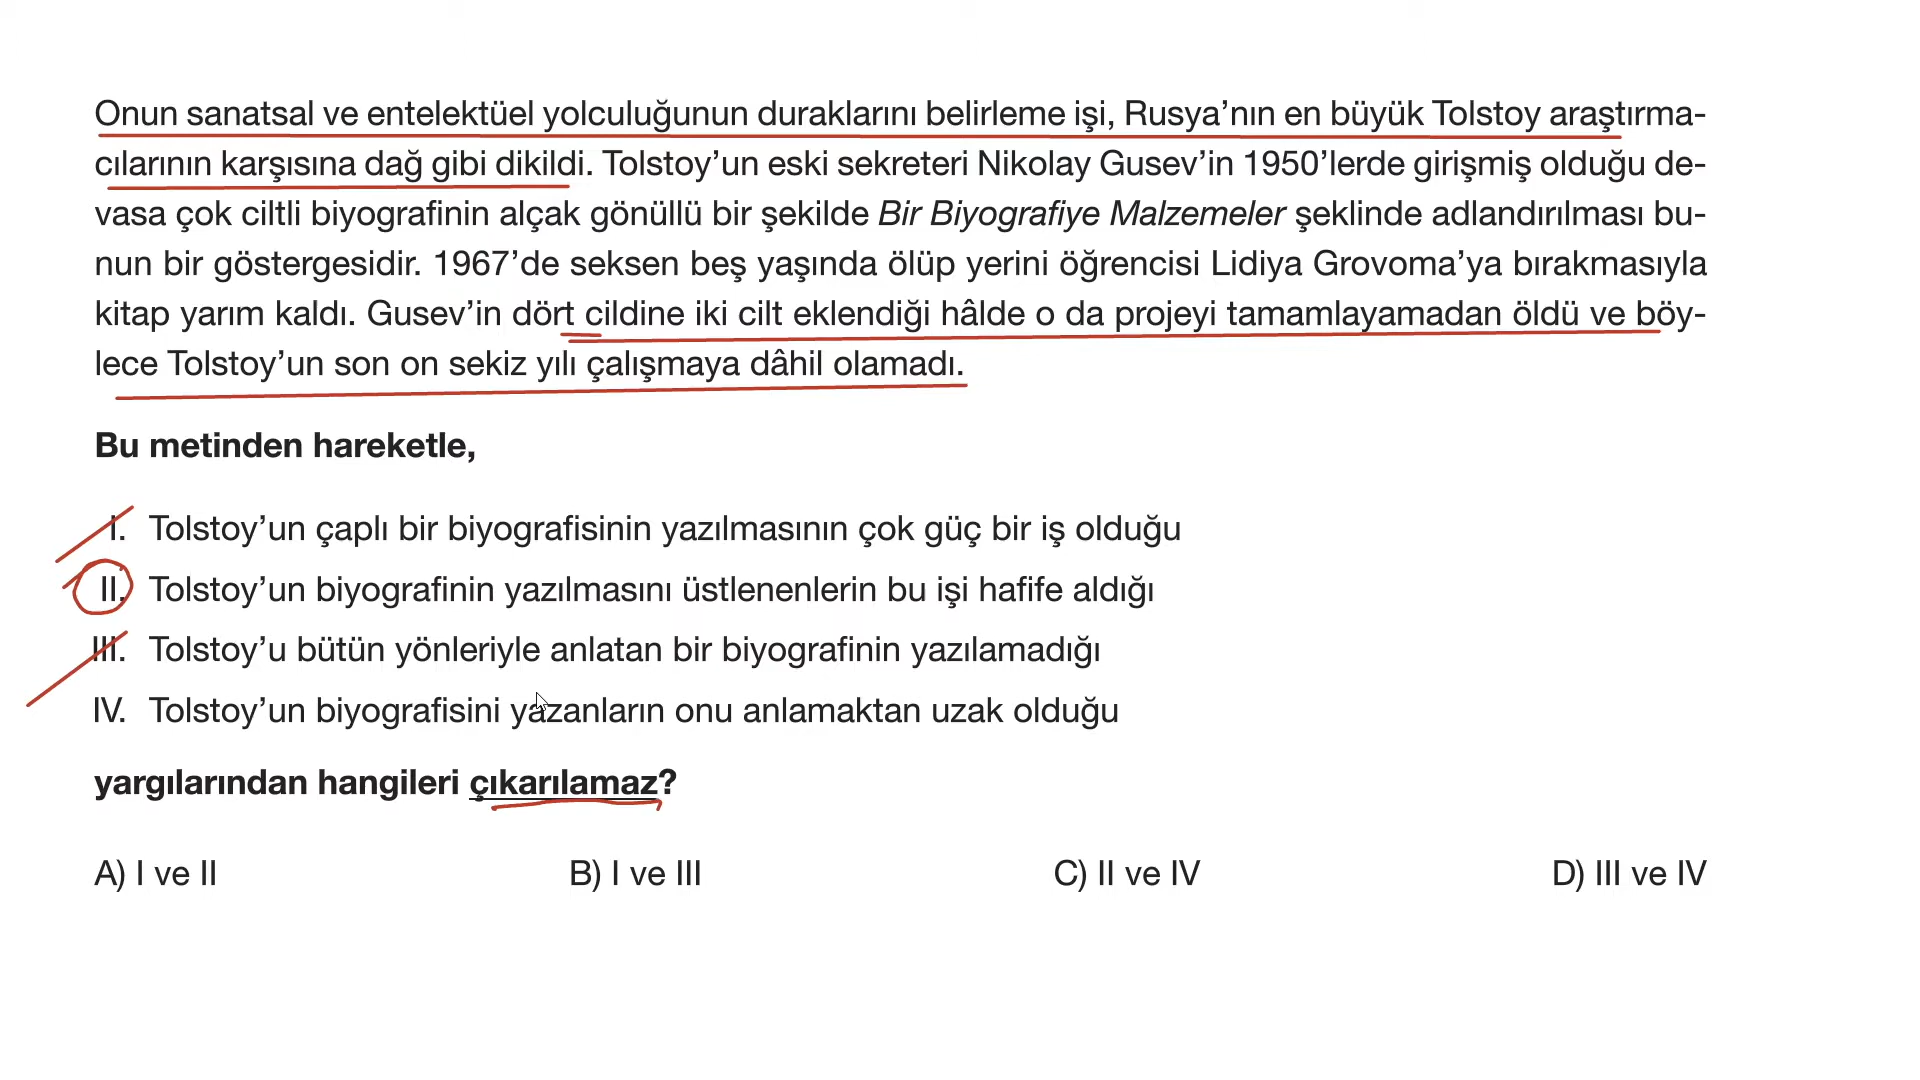 Onun sanatsal ve entelektüel yolculuğunun duraklarını belirleme işi, Rusya’nın en büyük Tolstoy araştırma-
cılarının karşısına dağ gibi dikildi. Tolstoy’un eski sekreteri Nikolay Gusev’in 1950’lerde girişmiş olduğu de-
vasa çok ciltli biyografinin alçak gönüllü bir şekilde Bir Biyografiye Malzemeler şeklinde adlandırılması bu-
nun bir göstergesidir. 1967’de seksen beş yaşında ölüp yerini öğrencisi Lidiya Grovoma’ya bırakmasıyla
kitap yarım kaldı. Gusev’in dört cildine iki cilt eklendiği hâlde o da projeyi tamamlayamadan öldü ve böy-
lece Tolstoy’un son on sekiz yılı çalışmaya dâhil olamadı.
Bu metinden hareketle,
I. Tolstoy’un çaplı bir biyografisinin yazılmasının çok güç bir iş olduğu
II. Tolstoy’un biyografinin yazılmasını üstlenenlerin bu işi hafife aldığı
III. Tolstoy’u bütün yönleriyle anlatan bir biyografinin yazılamadığı
IV. Tolstoy’un biyografisini yazanların onu anlamaktan uzak olduğu
yargılarından hangileri çıkarılamaz?
A) I ve II B) I ve III C) II ve IV D) III ve IV